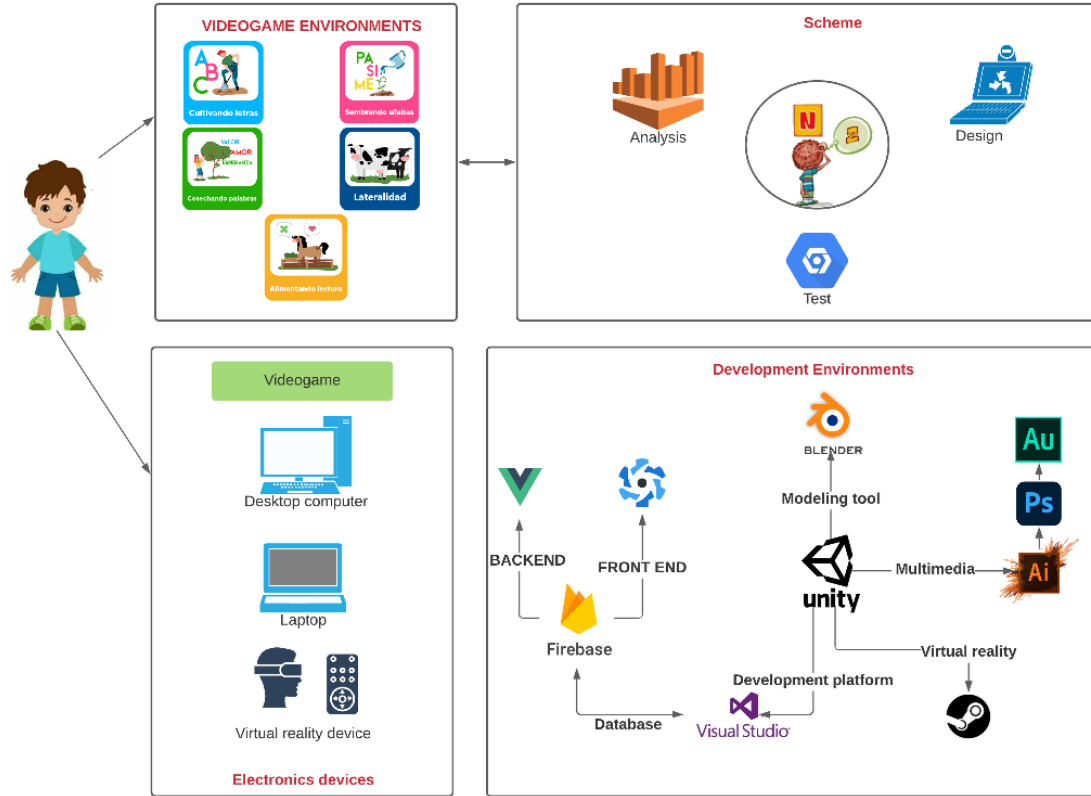 VIDEOGAME ENVIRONMENTS
A
B
C
Cultivando letras
PA
SI
ME
Sembrando sílabas
VALOR
AMOR
ESPERANZA
Cosechando palabras
Lateralidad
Alimentando lectura
Scheme
Analysis
N
Z
Design
Test
Videogame
Desktop computer
Laptop
Virtual reality device
Electronics devices
Development Environments
BLENDER
Au
Ps
Ai
Modeling tool
BACKEND
FRONT END
Multimedia
unity
Firebase
Virtual reality
Development platform
Database
Visual Studio